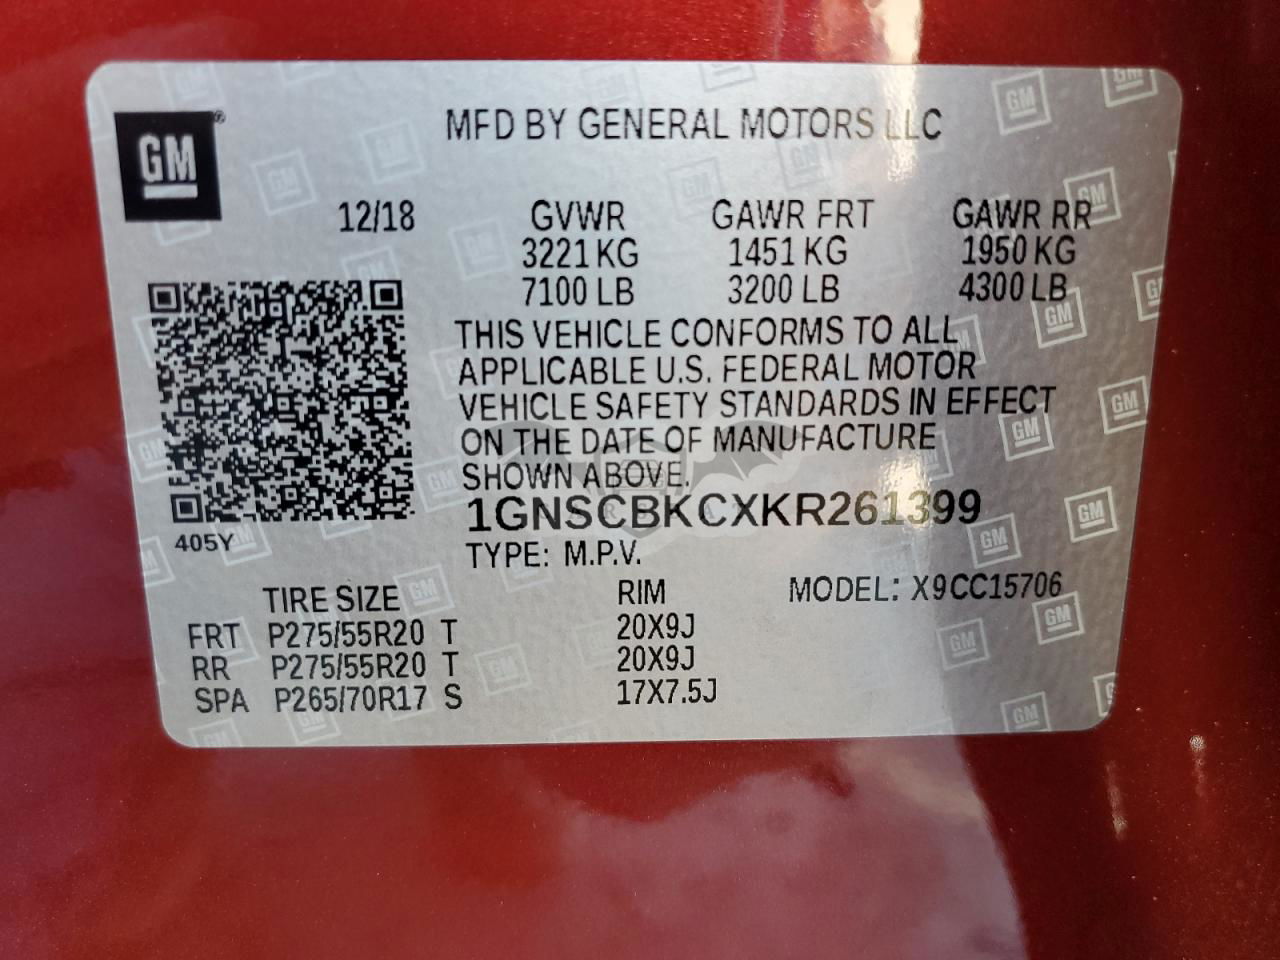 GM
MFD BY GENERAL MOTORS LLC
12/18 GVWR GAWR FRT GAWR RR
3221 KG 1451 KG 1950 KG
7100 LB 3200 LB 4300 LB
THIS VEHICLE CONFORMS TO ALL
APPLICABLE U.S. FEDERAL MOTOR
VEHICLE SAFETY STANDARDS IN EFFECT
ON THE DATE OF MANUFACTURE
SHOWN ABOVE.
1GNSCBKCXKR261399
405Y
TYPE: M.P.V.
TIRE SIZE RIM MODEL: X9CC15706
FRT P275/55R20 T 20X9J
RR P275/55R20 T 20X9J
SPA P265/70R17 S 17X7.5J